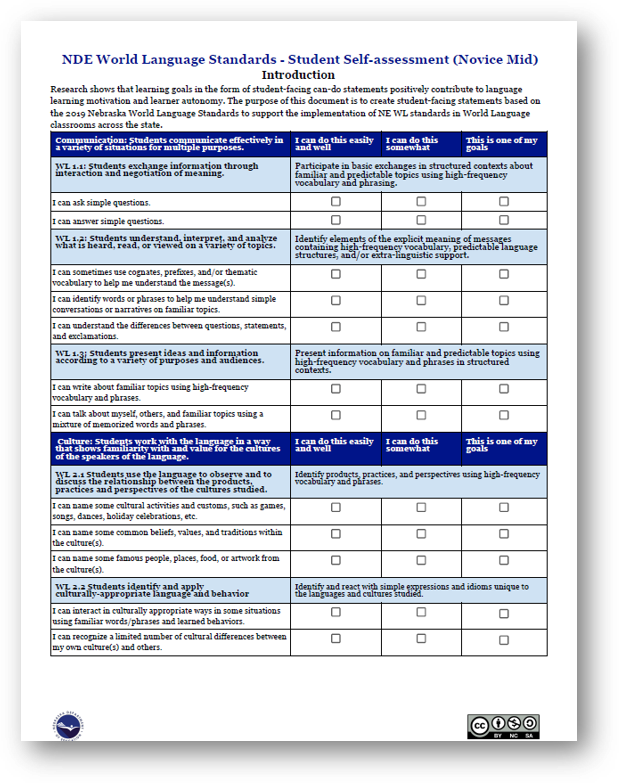 NDE World Language Standards - Student Self-assessment (Novice Mid)
Introduction
Research shows that learning goals in the form of student-facing can-do statements positively contribute to language
learning motivation and learner autonomy. The purpose of this document is to create student-facing statements based on
the 2019 Nebraska World Language Standards to support the implementation of NE WL standards in World Language
classrooms across the state.
Communication: Students communicate effectively in
a variety of situations for multiple purposes.
I can do this easily
and well
I can do this
somewhat
This is one of my
goals
WL 1.1: Students exchange information through
interaction and negotiation of meaning.
Participate in basic exchanges in structured contexts about
familiar and predictable topics using high-frequency
vocabulary and phrasing.
I can ask simple questions.
I can answer simple questions.
WL 1.2: Students understand, interpret, and analyze
what is heard, read, or viewed on a variety of topics.
Identify elements of the explicit meaning of messages
containing high-frequency vocabulary, predictable language
structures, and/or extra-linguistic support.
I can sometimes use cognates, prefixes, and/or thematic
vocabulary to help me understand the message(s).
I can identify words or phrases to help me understand simple
conversations or narratives on familiar topics.
I can understand the differences between questions, statements,
and exclamations.
WL 1.3: Students present ideas and information
according to a variety of purposes and audiences.
Present information on familiar and predictable topics using
high-frequency vocabulary and phrases in structured
contexts.
I can write about familiar topics using high-frequency
vocabulary and phrases.
I can talk about myself, others, and familiar topics using a
mixture of memorized words and phrases.
Culture: Students work with the language in a way
that shows familiarity with and value for the cultures
of the speakers of the language.
I can do this easily
and well
I can do this
somewhat
This is one of my
goals
WL 2.1 Students use the language to observe and to
discuss the relationship between the products,
practices and perspectives of the cultures studied.
Identify products, practices, and perspectives using high-frequency
vocabulary and phrases.
I can name some cultural activities and customs, such as games,
songs, dances, holiday celebrations, etc.
I can name some common beliefs, values, and traditions within
the culture(s).
I can name some famous people, places, food, or artwork from
the culture(s).
WL 2.2 Students identify and apply
culturally-appropriate language and behavior
Identify and react with simple expressions and idioms unique to
the languages and cultures studied.
I can interact in culturally appropriate ways in some situations
using familiar words/phrases and learned behaviors.
I can recognize a limited number of cultural differences between
my own culture(s) and others.
cc
BY NC SA